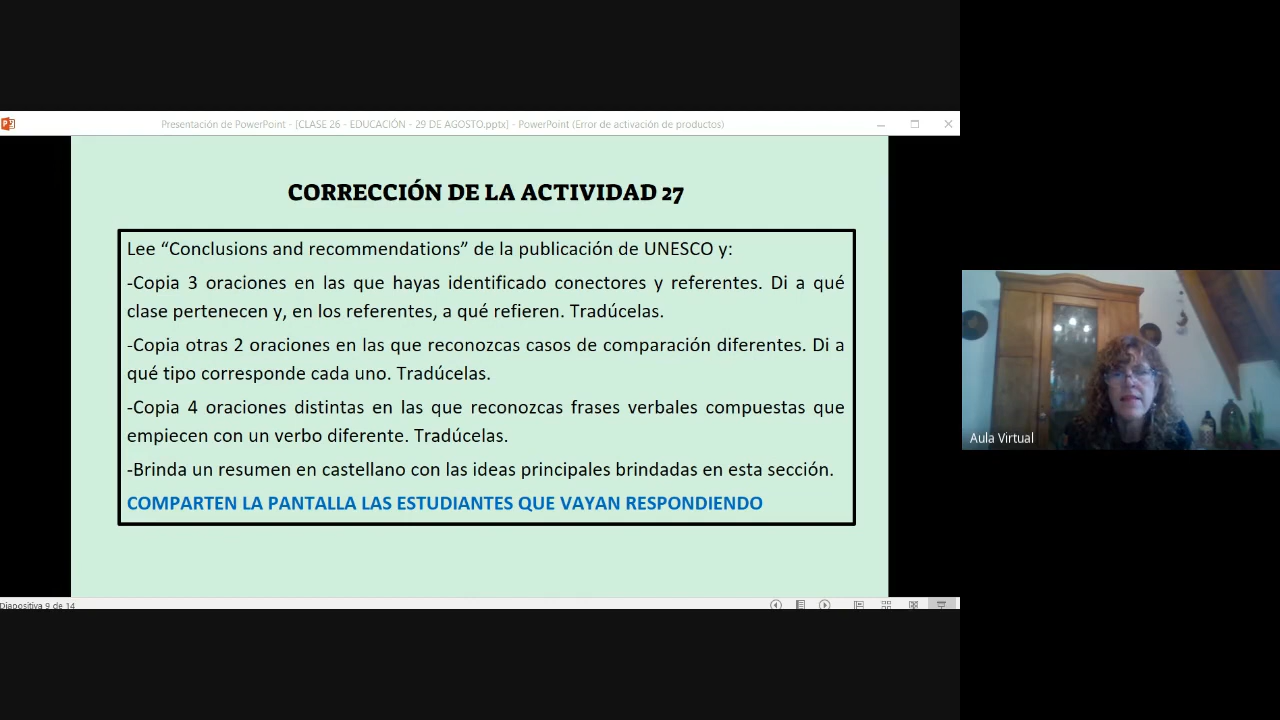 Presentación de PowerPoint - [CLASE 26 - EDUCACIÓN - 29 DE AGOSTO.pptx] - PowerPoint (Error de activación de productos)
CORRECCIÓN DE LA ACTIVIDAD 27
Lee “Conclusions and recommendations” de la publicación de UNESCO y:
-Copia 3 oraciones en las que hayas identificado conectores y referentes. Di a qué
clase pertenecen y, en los referentes, a qué refieren. Tradúcelas.
-Copia otras 2 oraciones en las que reconozcas casos de comparación diferentes. Di a
qué tipo corresponde cada uno. Tradúcelas.
-Copia 4 oraciones distintas en las que reconozcas frases verbales compuestas que
empiecen con un verbo diferente. Tradúcelas.
-Brinda un resumen en castellano con las ideas principales brindadas en esta sección.
COMPARTEN LA PANTALLA LAS ESTUDIANTES QUE VAYAN RESPONDIENDO
Diapositiva 9 de 14
Aula Virtual